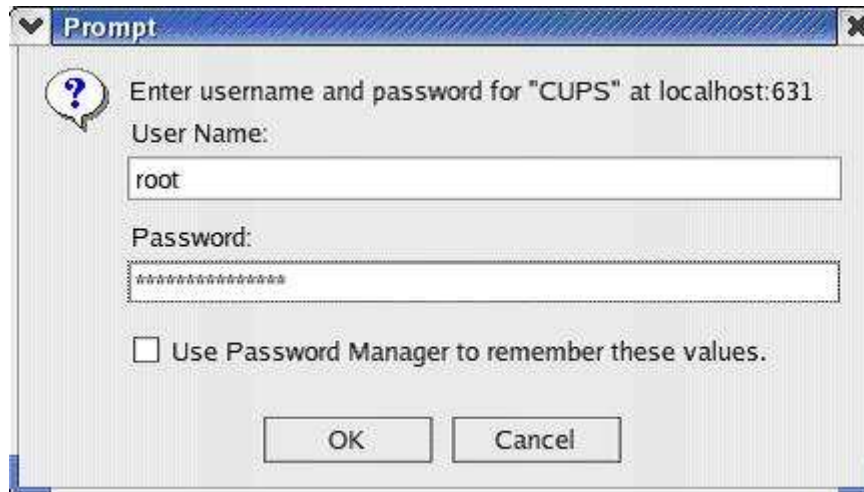 Prompt
Enter username and password for "CUPS" at localhost:631
User Name:
root
Password:
***************
Use Password Manager to remember these values.
OK
Cancel